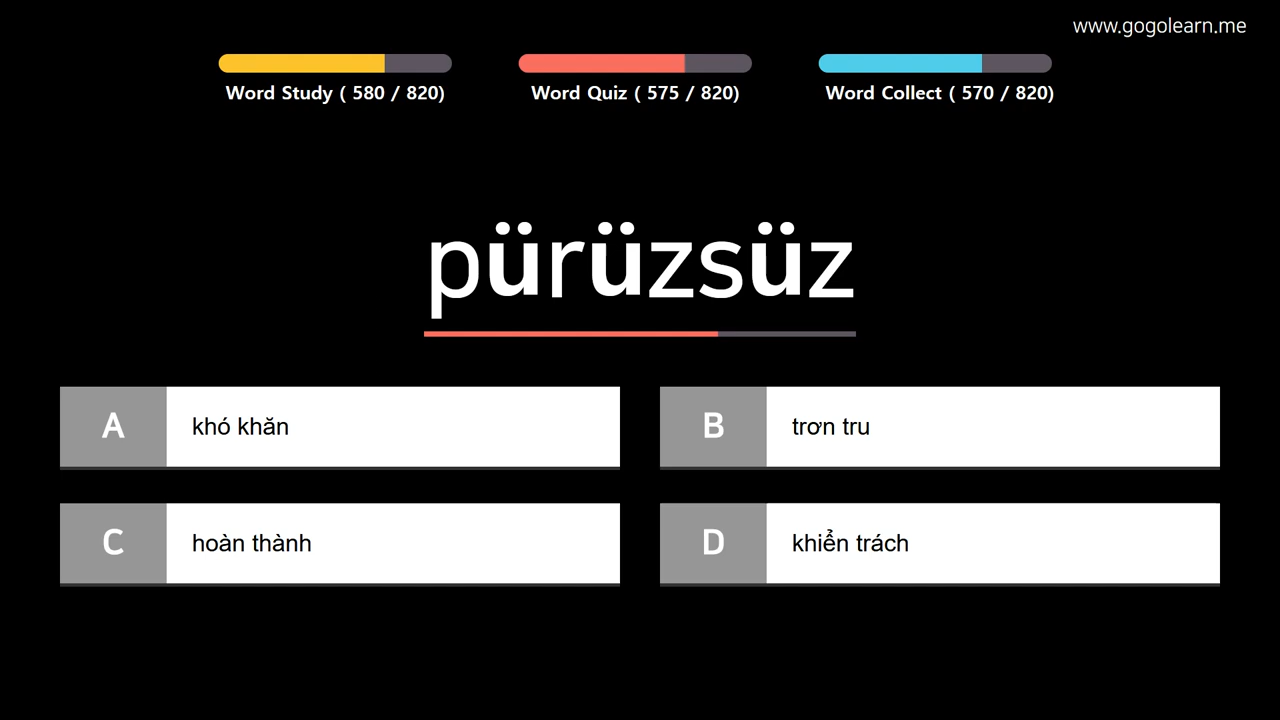 www.gogolearn.me
Word Study ( 580 / 820)
Word Quiz ( 575 / 820)
Word Collect ( 570 / 820)
pürüzsüz
A khó khăn
B trơn tru
C hoàn thành
D khiển trách